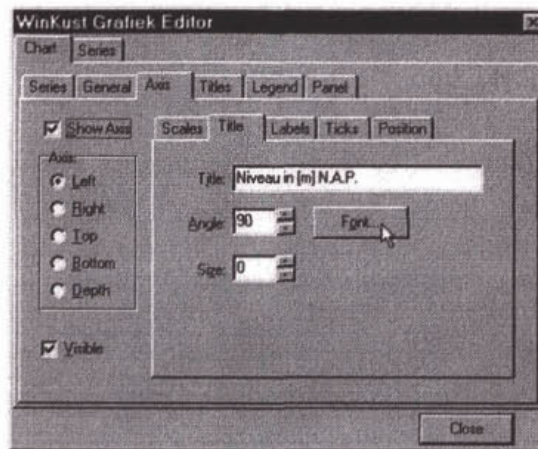 WinKust Grafiek Editor
Chart Series
Series General Axis Titles Legend Panel
Show Axis
Scales Title Labels Ticks Position
Axis:
Left
Right
Top
Bottom
Depth
Title: Niveau in [m] N.A.P.
Angle: 90
Font...
Size: 0
Visible
Close